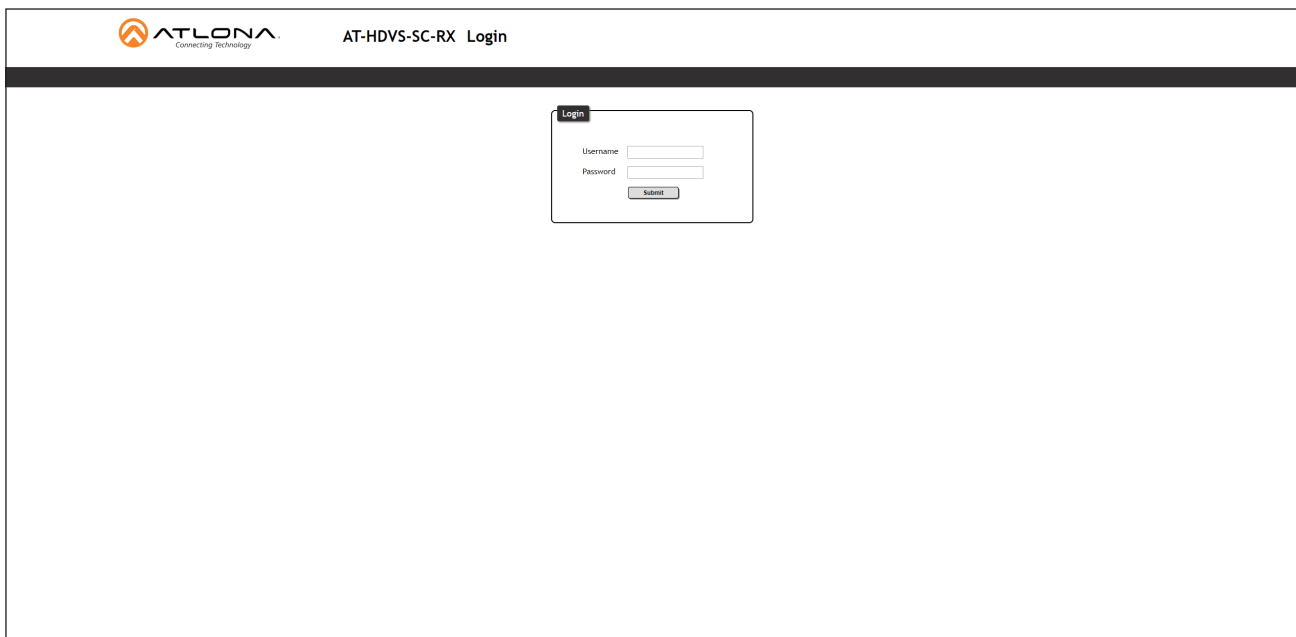 ATLONA
Connecting Technology
AT-HDVS-SC-RX Login
Login
Username
Password
Submit